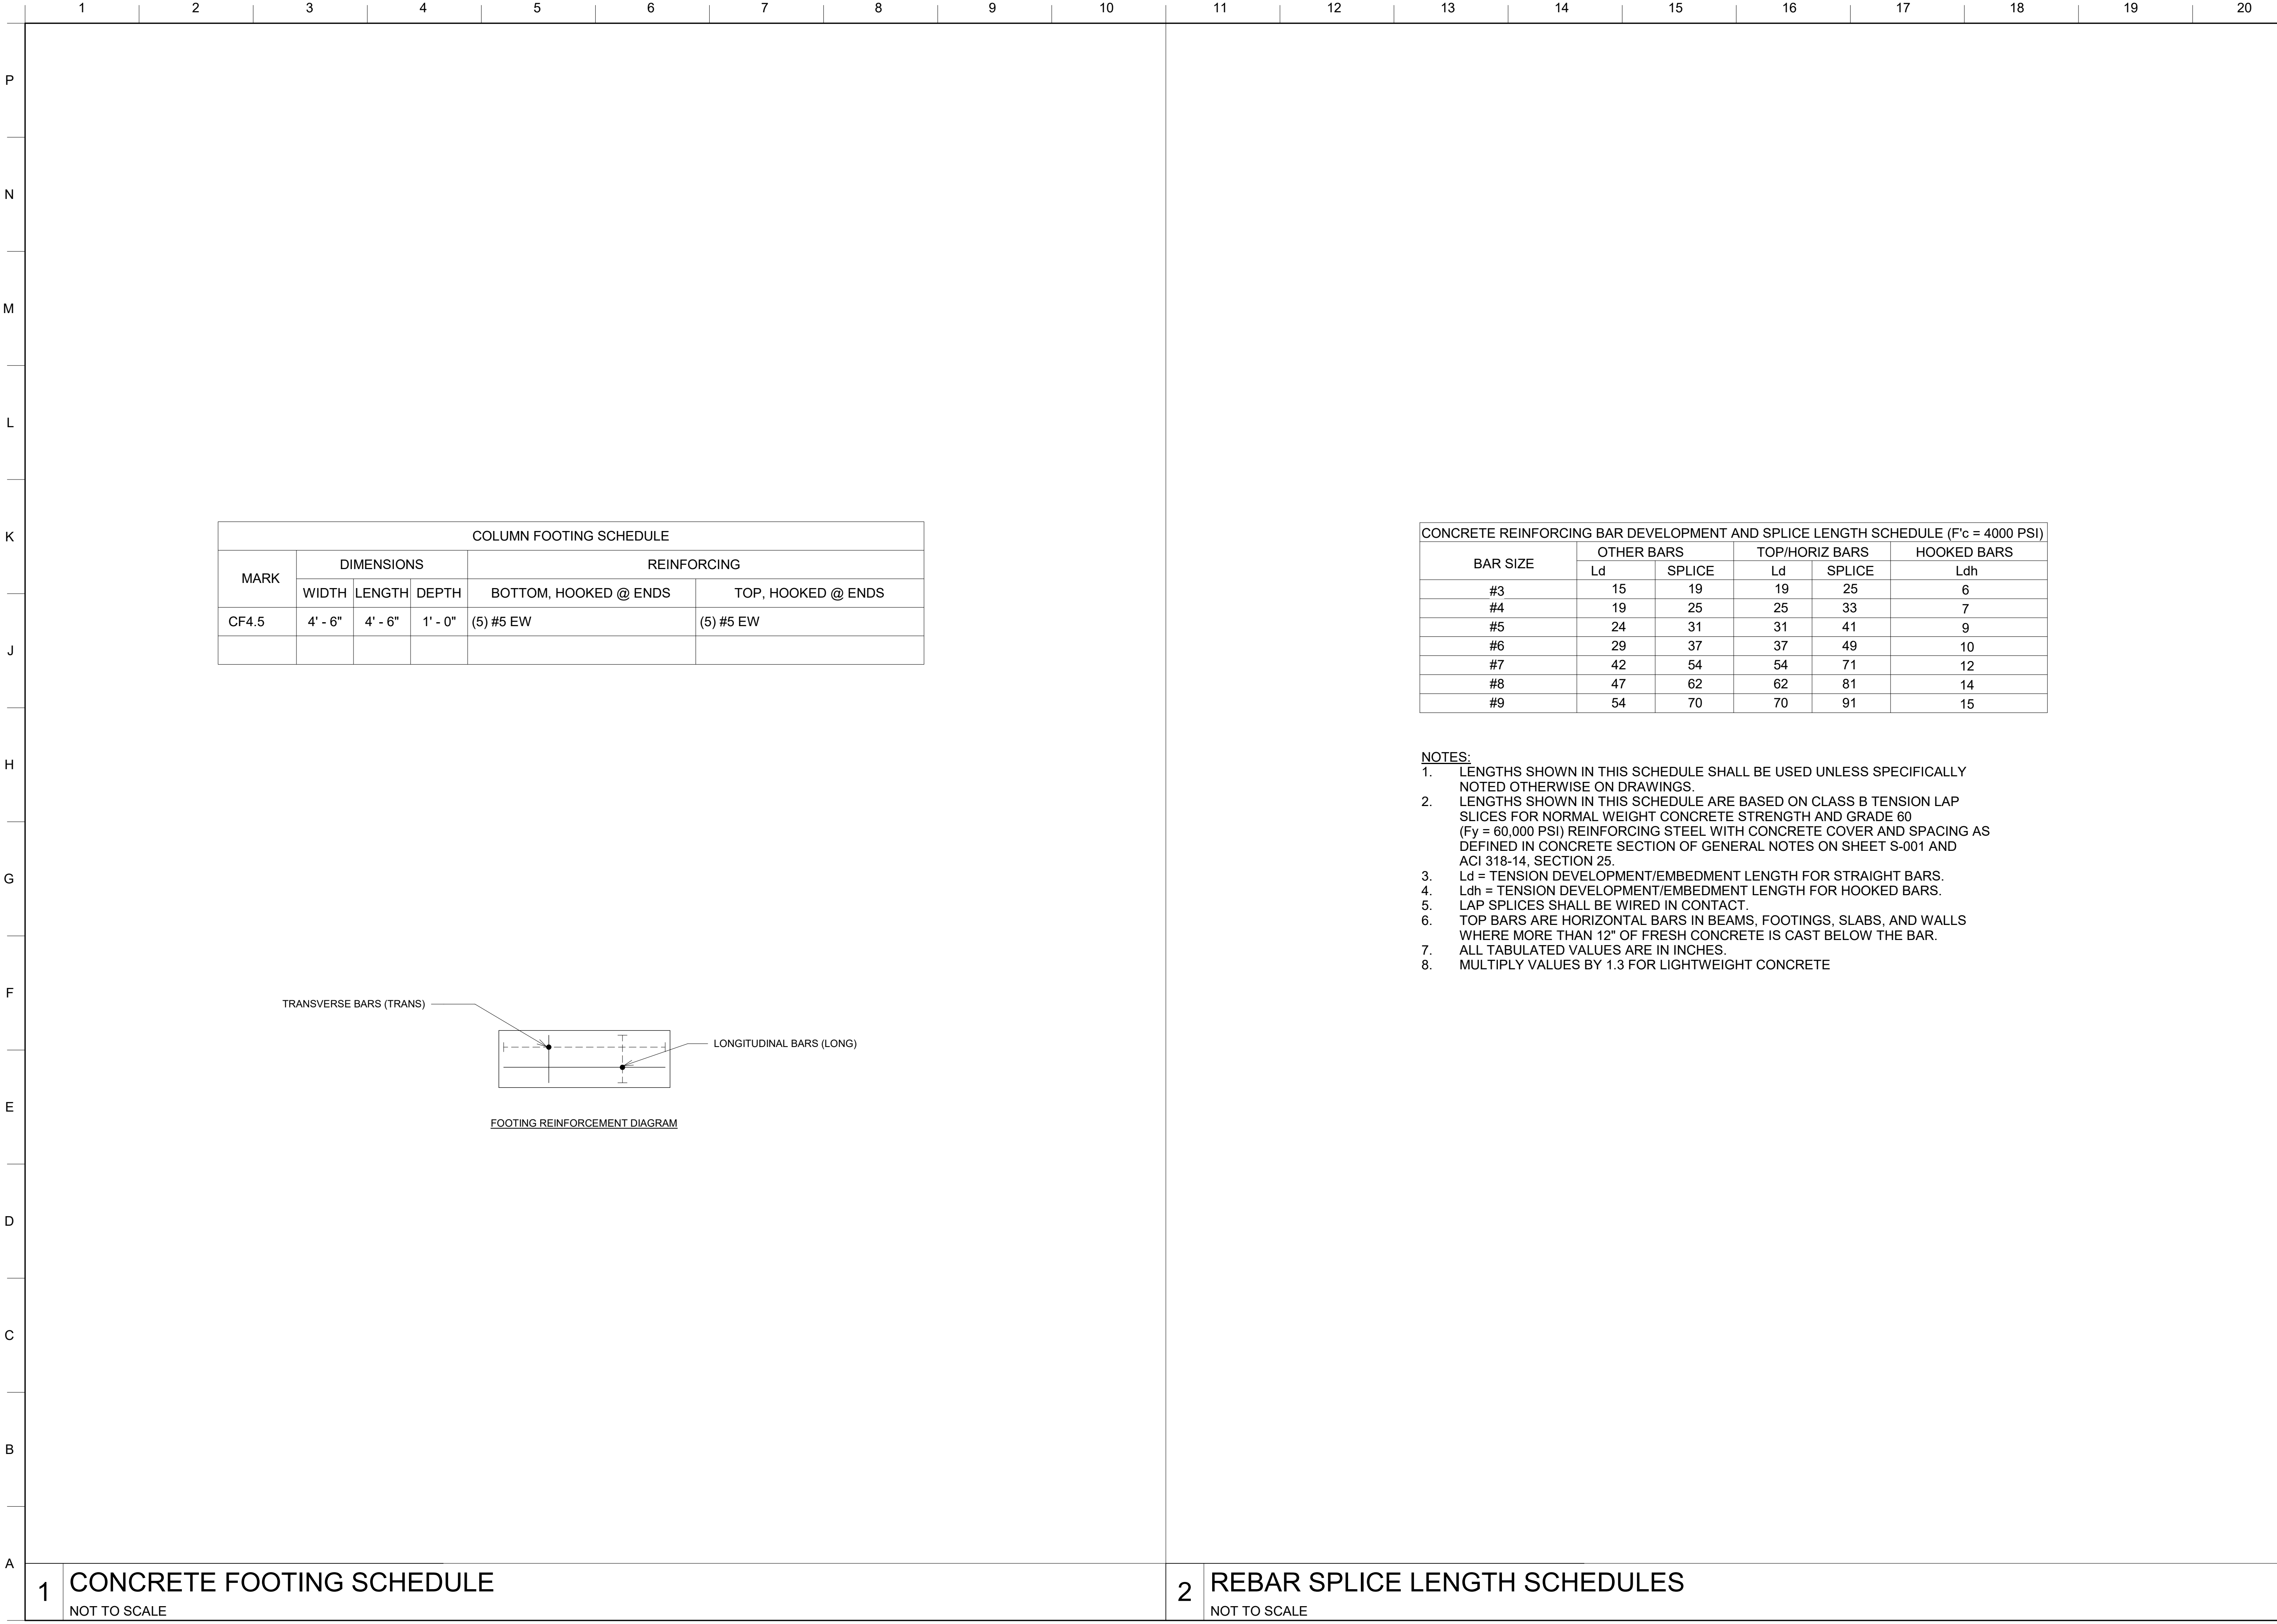 1 2 3 4 5 6 7 8 9 10 11 12 13 14 15 16 17 18 19 20
P
N
M
L
K
J
H
G
F
E
D
C
B
A
COLUMN FOOTING SCHEDULE
MARK DIMENSIONS REINFORCING
WIDTH LENGTH DEPTH BOTTOM, HOOKED @ ENDS TOP, HOOKED @ ENDS
CF4.5 4' - 6" 4' - 6" 1' - 0" (5) #5 EW (5) #5 EW
TRANSVERSE BARS (TRANS)
LONGITUDINAL BARS (LONG)
FOOTING REINFORCEMENT DIAGRAM
1 CONCRETE FOOTING SCHEDULE
NOT TO SCALE
CONCRETE REINFORCING BAR DEVELOPMENT AND SPLICE LENGTH SCHEDULE (F'c = 4000 PSI)
BAR SIZE OTHER BARS TOP/HORIZ BARS HOOKED BARS
Ld SPLICE Ld SPLICE Ldh
#3 15 19 19 25 6
#4 19 25 25 33 7
#5 24 31 31 41 9
#6 29 37 37 49 10
#7 42 54 54 71 12
#8 47 62 62 81 14
#9 54 70 70 91 15
NOTES:
1. LENGTHS SHOWN IN THIS SCHEDULE SHALL BE USED UNLESS SPECIFICALLY
NOTED OTHERWISE ON DRAWINGS.
2. LENGTHS SHOWN IN THIS SCHEDULE ARE BASED ON CLASS B TENSION LAP
SLICES FOR NORMAL WEIGHT CONCRETE STRENGTH AND GRADE 60
(Fy = 60,000 PSI) REINFORCING STEEL WITH CONCRETE COVER AND SPACING AS
DEFINED IN CONCRETE SECTION OF GENERAL NOTES ON SHEET S-001 AND
ACI 318-14, SECTION 25.
3. Ld = TENSION DEVELOPMENT/EMBEDMENT LENGTH FOR STRAIGHT BARS.
4. Ldh = TENSION DEVELOPMENT/EMBEDMENT LENGTH FOR HOOKED BARS.
5. LAP SPLICES SHALL BE WIRED IN CONTACT.
6. TOP BARS ARE HORIZONTAL BARS IN BEAMS, FOOTINGS, SLABS, AND WALLS
WHERE MORE THAN 12" OF FRESH CONCRETE IS CAST BELOW THE BAR.
7. ALL TABULATED VALUES ARE IN INCHES.
8. MULTIPLY VALUES BY 1.3 FOR LIGHTWEIGHT CONCRETE
2 REBAR SPLICE LENGTH SCHEDULES
NOT TO SCALE